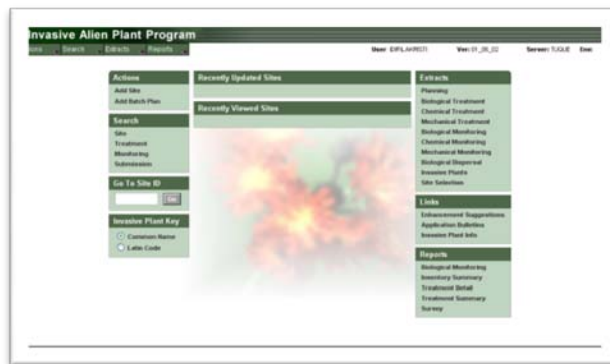 Invasive Alien Plant Program
Search Extracts Reports
User Ver: 01_06_02 Server:
Actions
Add Site
Add Batch Plan
Search
Site
Treatment
Monitoring
Submission
Go To Site ID
Go
Invasive Plant Key
Common Name
Latin Code
Recently Updated Sites
Recently Viewed Sites
Extracts
Planning
Biological Treatment
Chemical Treatment
Mechanical Treatment
Biological Monitoring
Chemical Monitoring
Mechanical Monitoring
Biological Dispersal
Invasive Plants
Site Selection
Links
Enhancement Suggestions
Application Bulletins
Invasive Plant Info
Reports
Biological Monitoring
Inventory Summary
Treatment Detail
Treatment Summary
Survey